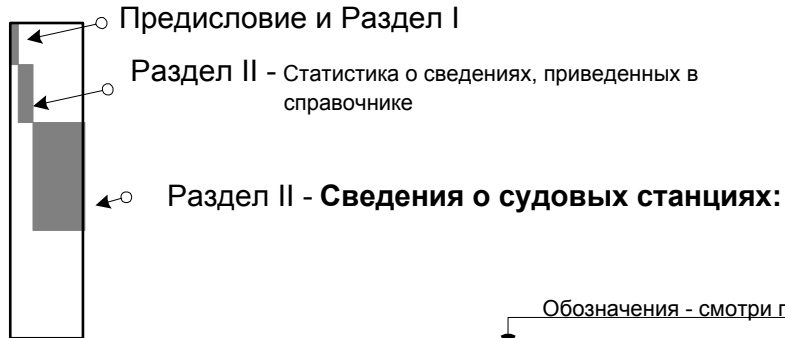 Предисловие и Раздел I
Раздел II - Статистика о сведениях, приведенных в
справочнике
Раздел II - Сведения о судовых станциях:
Обозначения - смотри